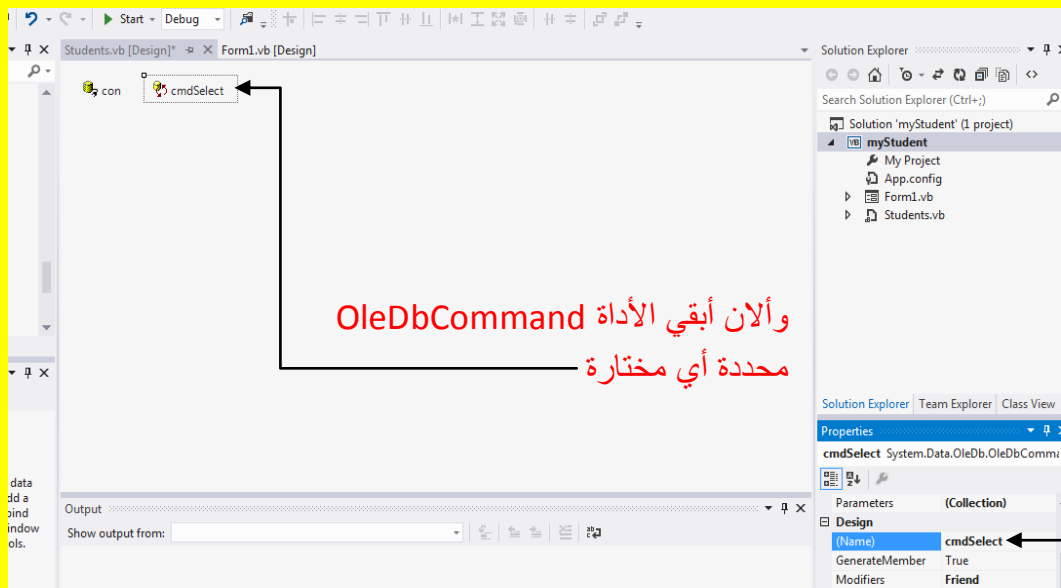 Start
Debug
Students.vb [Design]*
Form1.vb [Design]
con
cmdSelect
وألان أبقي الأداة OleDbCommand
محددة أي مختارة
Solution Explorer
Search Solution Explorer (Ctrl+;)
Solution 'myStudent' (1 project)
VB myStudent
My Project
App.config
Form1.vb
Students.vb
Solution Explorer Team Explorer Class View
Properties
cmdSelect System.Data.OleDb.OleDbComma
Parameters (Collection)
Design
(Name) cmdSelect
GenerateMember True
Modifiers Friend
data
dd a
bind
indow
ols.
Output
Show output from: